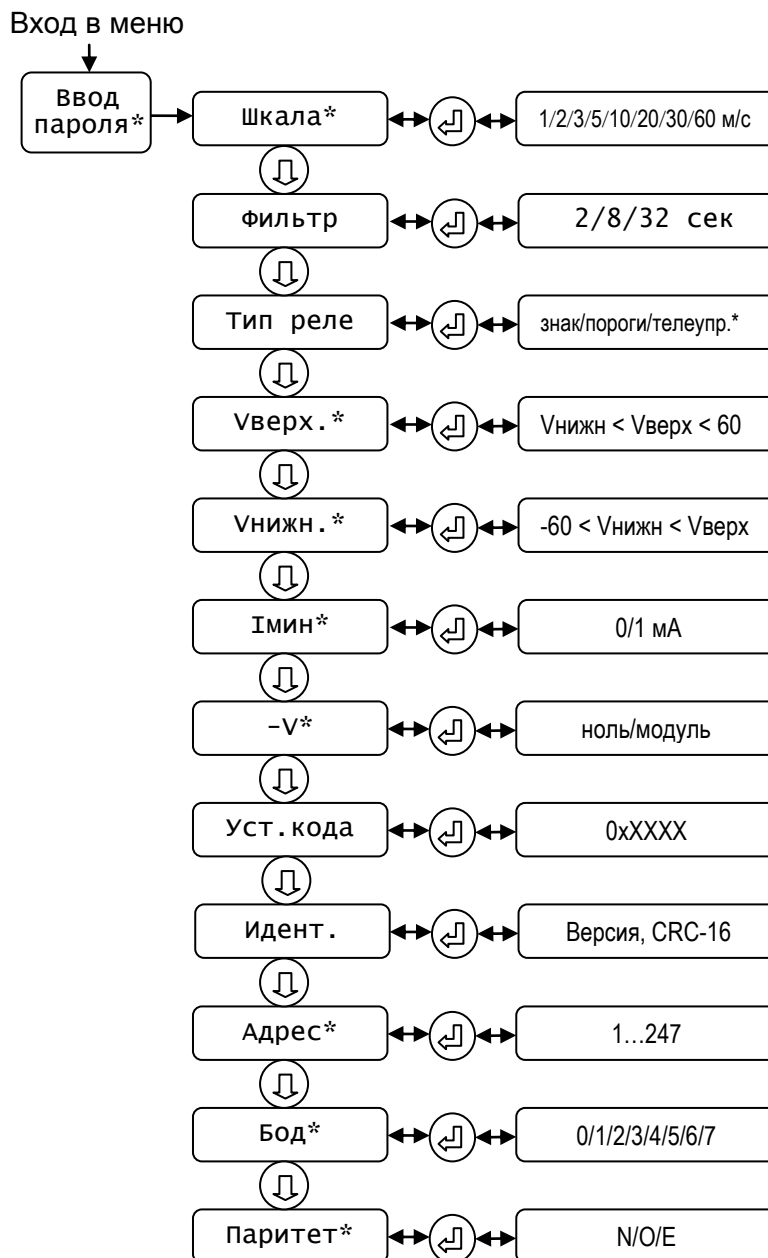 Вход в меню
Ввод
пароля*
Шкала*
1/2/3/5/10/20/30/60 м/с
Фильтр
2/8/32 сек
Тип реле
знак/пороги/телеупр.*
Vверх.*
Vнижн < Vверх < 60
Vнижн.*
-60 < Vнижн < Vверх
Iмин*
0/1 мА
-V*
ноль/модуль
Уст.кода
0xXXXX
Идент.
Версия, CRC-16
Адрес*
1…247
Бод*
0/1/2/3/4/5/6/7
Паритет*
N/O/E